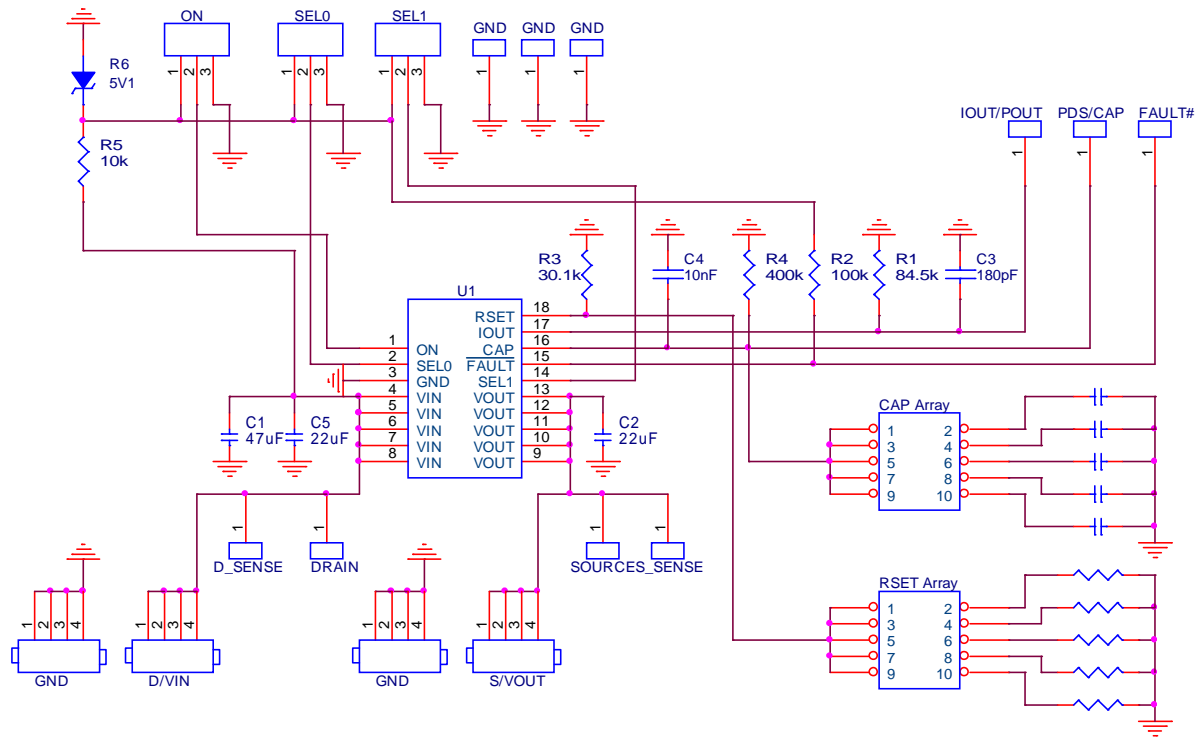 ON
SEL0
SEL1
GND
GND
GND
1
2
3
1
2
3
1
2
3
1
1
1
R6
5V1
R5
10k
IOUT/POUT
PDS/CAP
FAULT#
1
1
1
R3
30.1k
C4
10nF
R4
400k
R2
100k
R1
84.5k
C3
180pF
U1
1 ON
2 SEL0
3 GND
4 VIN
5 VIN
6 VIN
7 VIN
8 VIN
RSET 18
IOUT 17
CAP 16
FAULT 15
SEL1 14
VOUT 13
VOUT 12
VOUT 11
VOUT 10
VOUT 9
C1
47uF
C5
22uF
C2
22uF
CAP Array
1 2
3 4
5 6
7 8
9 10
1
1
D_SENSE
DRAIN
1
1
SOURCES_SENSE
RSET Array
1 2
3 4
5 6
7 8
9 10
1
2
3
4
GND
1
2
3
4
D/VIN
1
2
3
4
GND
1
2
3
4
S/VOUT